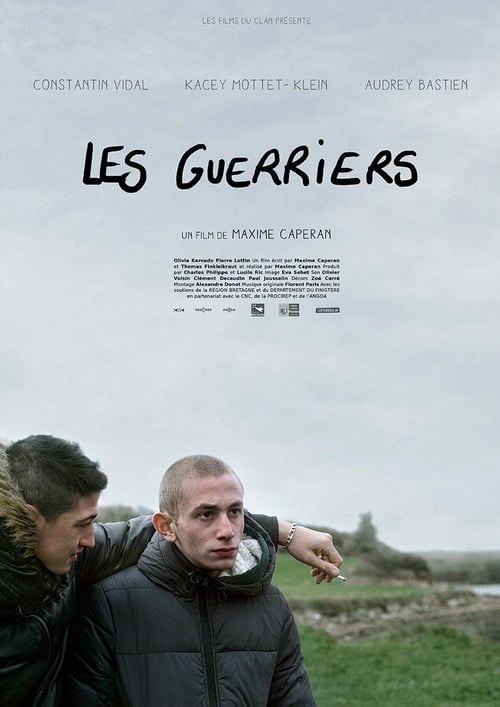 LES FILMS DU CLAN PRÉSENTE
CONSTANTIN VIDAL KACEY MOTTET-KLEIN AUDREY BASTIEN
LES GUERRIERS
UN FILM DE MAXIME CAPERAN
Olivia Kervado Pierre Lottin Un film écrit par Maxime Caperan
et Thomas Finkielkraut et réalisé par Maxime Caperan Produit
par Charles Philippe et Lucile Ric Image Eva Sehet Son Olivier
Voisin Clément Decaudin Paul Jousselin Décors Zoé Carré
Montage Alexandre Donot Musique originale Florent Paris Avec les
soutiens de la RÉGION BRETAGNE et du DÉPARTEMENT DU FINISTÈRE
en partenariat avec le CNC, de la PROCIREP et de l'ANGOA